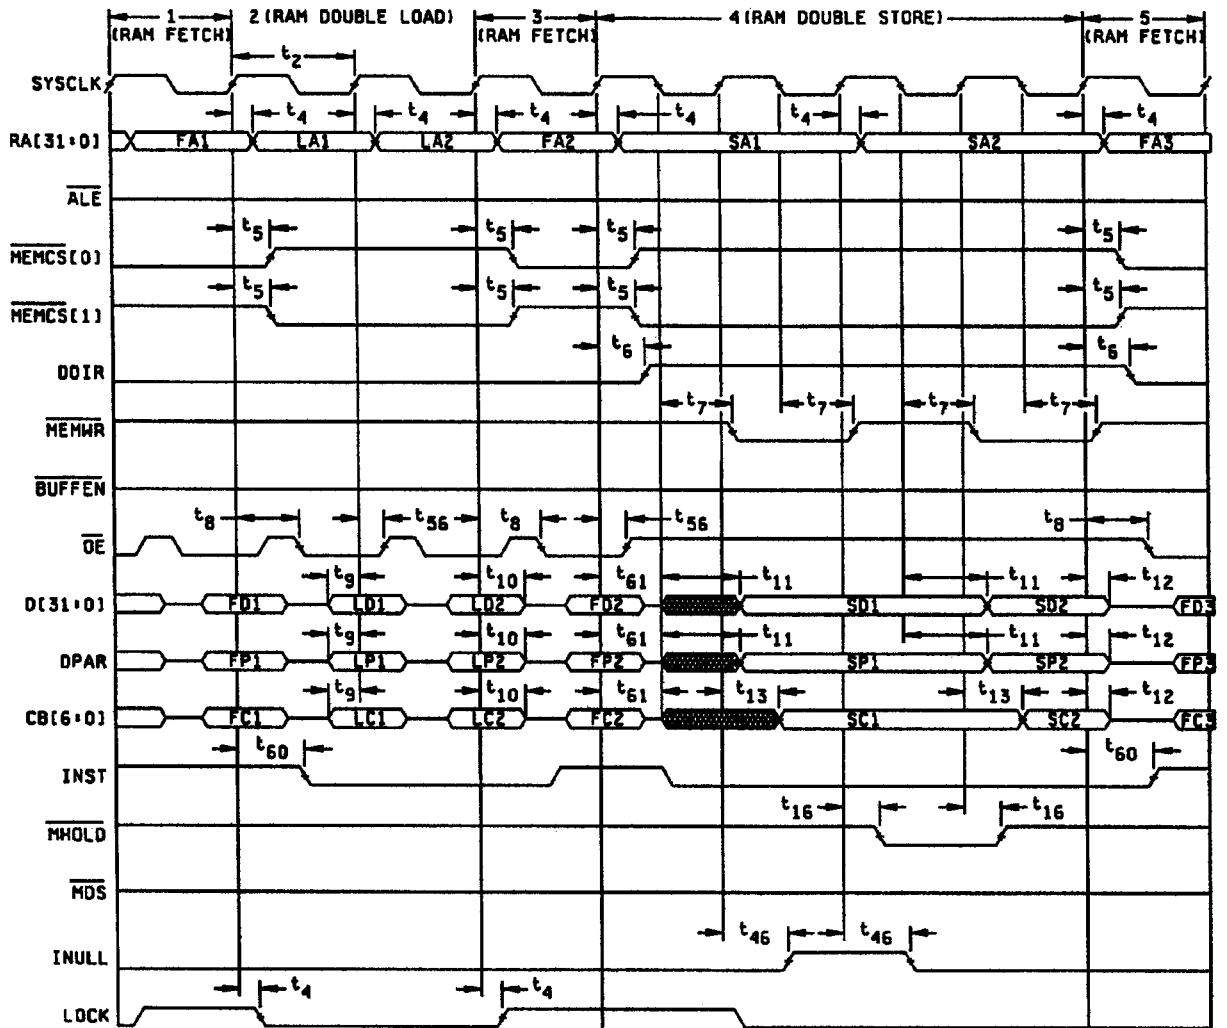 1 2(RAM DOUBLE LOAD) 3 4(RAM DOUBLE STORE) 5
(RAM FETCH) (RAM FETCH) (RAM FETCH)
t2
SYSCLK
t4 t4 t4 t4 t4 t4
RA[31:0] FA1 LA1 LA2 FA2 SA1 SA2 FA3
ALE
t5 t5 t5 t5
MEMCS[0]
t5 t5 t5 t5
MEMCS[1]
t6 t6
DDIR
t7 t7 t7 t7
MEMWR
BUFFEN
t8 t56 t8 t56 t8
OE
t9 t10 t61 t11 t11 t12
D[31:0] FD1 LD1 LD2 FD2 SD1 SD2 FD3
t9 t10 t61 t11 t11 t12
DPAR FP1 LP1 LP2 FP2 SP1 SP2 FP3
t9 t10 t61 t13 t13 t12
CB[6:0] FC1 LC1 LC2 FC2 SC1 SC2 FC3
t60 t60
INST
t16 t16
MHOLD
MDS
t46 t46
INULL
t4 t4
LOCK